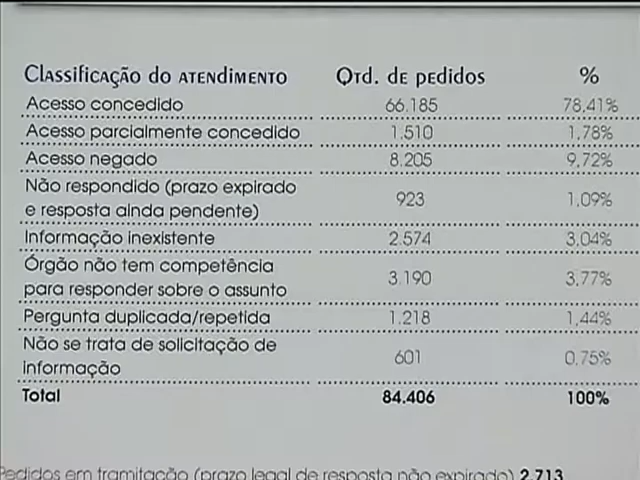 Classificação do atendimento Qtd. de pedidos %
Acesso concedido 66.185 78,41%
Acesso parcialmente concedido 1.510 1,78%
Acesso negado 8.205 9,72%
Não respondido (prazo expirado
e resposta ainda pendente) 923 1,09%
Informação inexistente 2.574 3,04%
Órgão não tem competência
para responder sobre o assunto 3.190 3,77%
Pergunta duplicada/repetida 1.218 1,44%
Não se trata de solicitação de
informação 601 0,75%
Total 84.406 100%
Pedidos em tramitação (prazo legal de resposta não expirado) 2.713